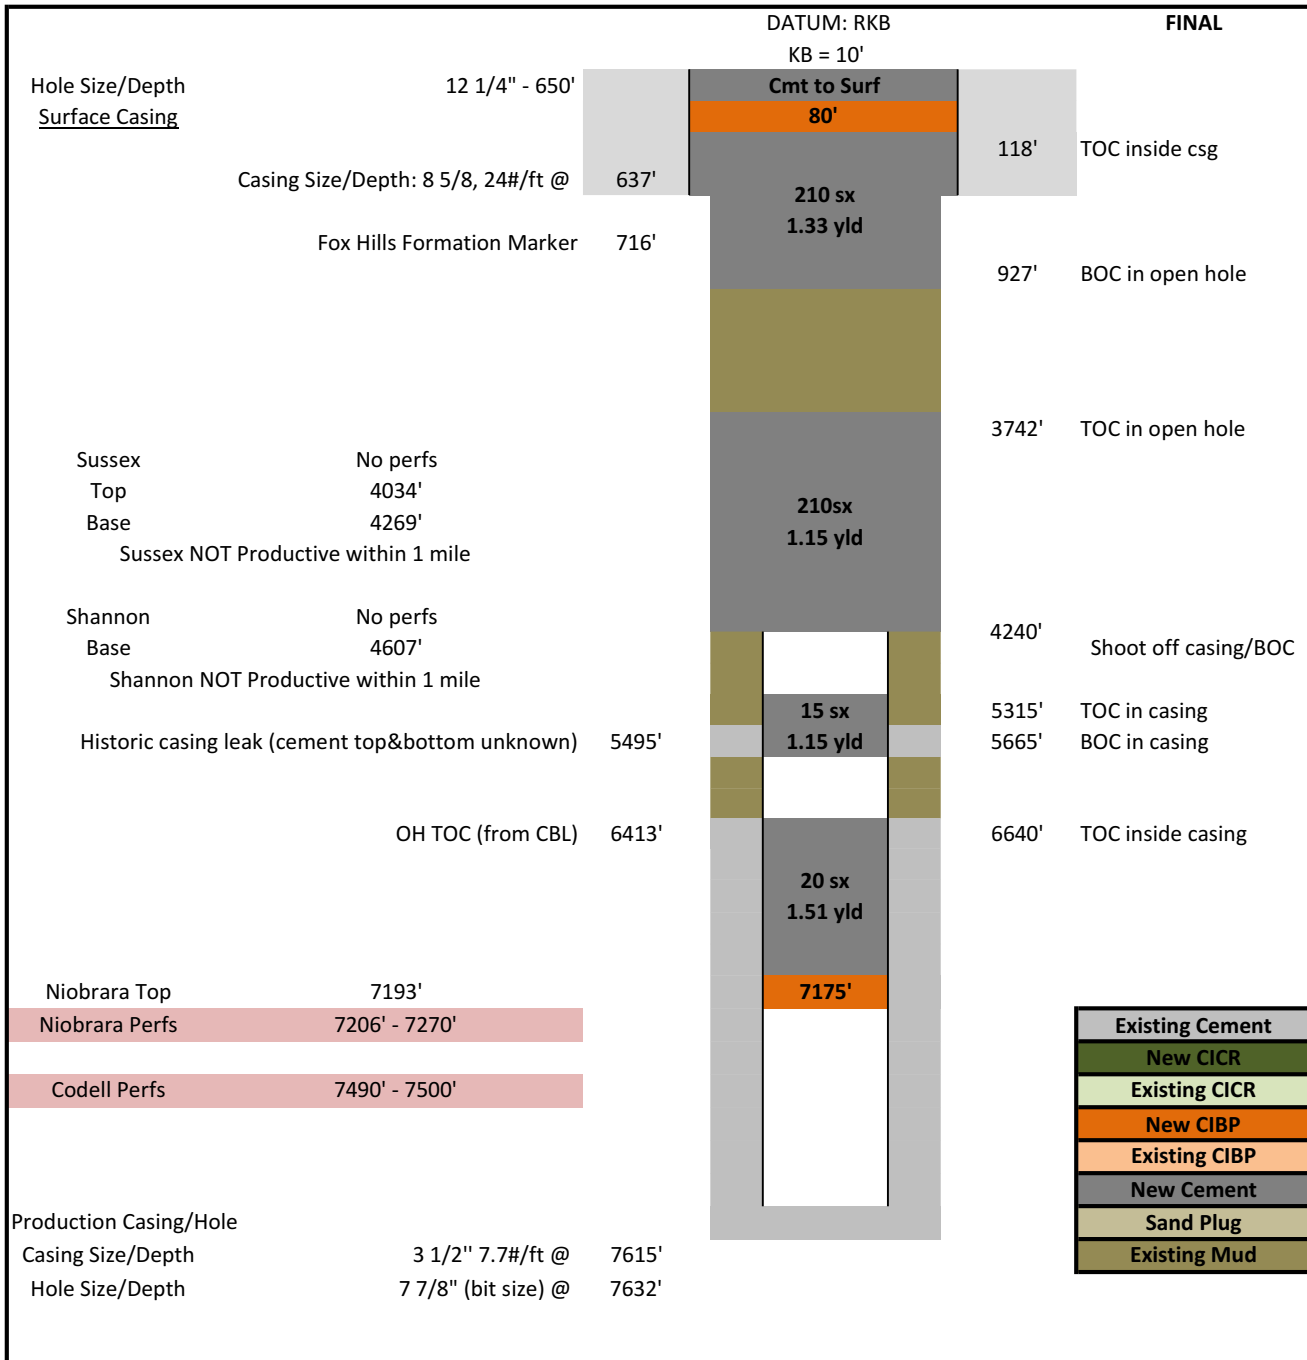 DATUM: RKB FINAL
KB = 10'
Hole Size/Depth 12 1/4" - 650' Cmt to Surf
Surface Casing 80'
118' TOC inside csg
Casing Size/Depth: 8 5/8, 24#/ft @ 637'
210 sx
1.33 yld
Fox Hills Formation Marker 716'
927' BOC in open hole
3742' TOC in open hole
Sussex No perfs
Top 4034'
210sx
Base 4269'
1.15 yld
Sussex NOT Productive within 1 mile
Shannon No perfs
4240'
Base 4607' Shoot off casing/BOC
Shannon NOT Productive within 1 mile
15 sx 5315' TOC in casing
Historic casing leak (cement top&bottom unknown) 5495' 1.15 yld 5665' BOC in casing
OH TOC (from CBL) 6413' 6640' TOC inside casing
20 sx
1.51 yld
Niobrara Top 7193' 7175'
Niobrara Perfs 7206' - 7270' Existing Cement
New CICR
Codell Perfs 7490' - 7500' Existing CICR
New CIBP
Existing CIBP
New Cement
Production Casing/Hole Sand Plug
Casing Size/Depth 3 1/2'' 7.7#/ft @ 7615' Existing Mud
Hole Size/Depth 7 7/8" (bit size) @ 7632'